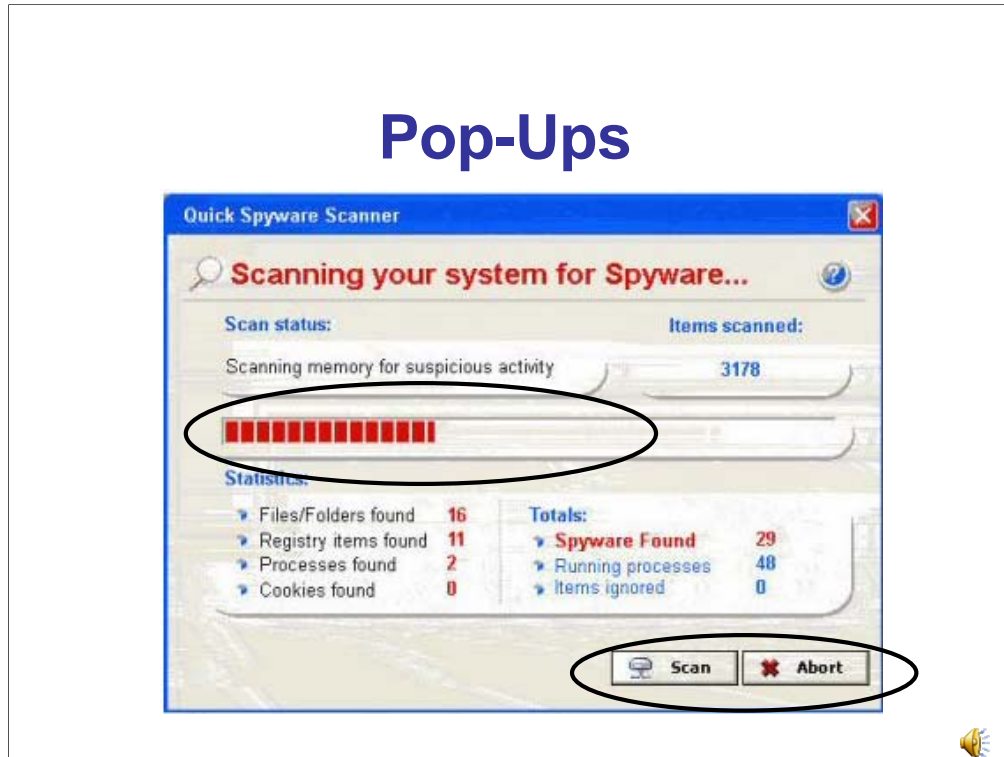 Pop-Ups
Quick Spyware Scanner
Scanning your system for Spyware...
Scan status:
Items scanned:
Scanning memory for suspicious activity
3178
Statistics:
Files/Folders found 16
Registry items found 11
Processes found 2
Cookies found 0
Totals:
Spyware Found 29
Running processes 48
Items ignored 0
Scan
Abort